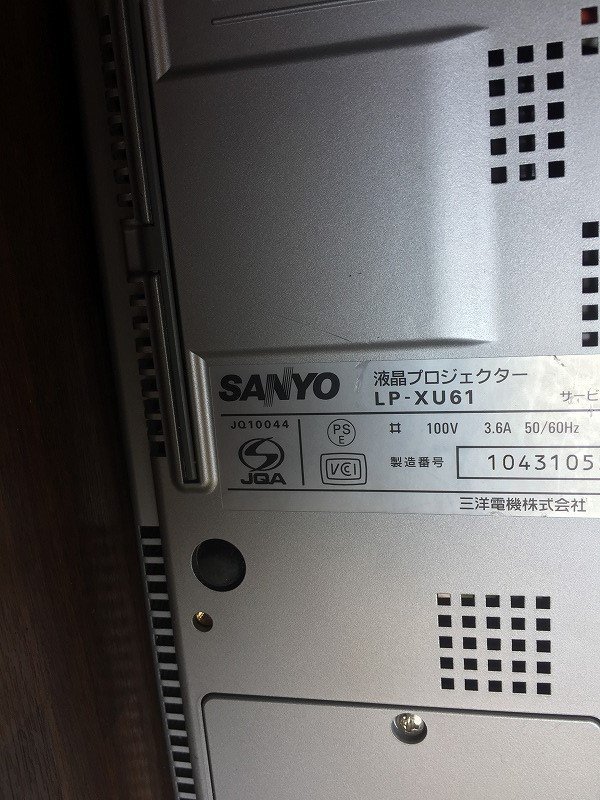 SANYO 液晶プロジェクター
LP-XU61
JQ10044
JQA
PS
E
VCI
100V 3.6A 50/60Hz
製造番号
三洋電機株式会社